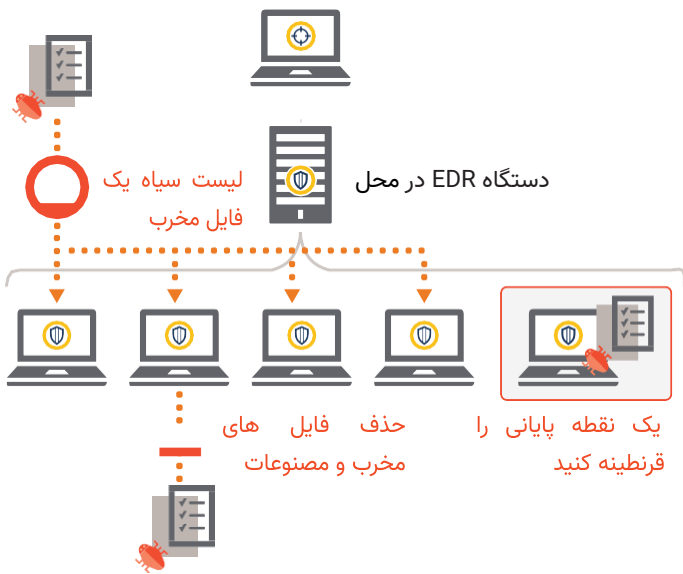 دستگاه EDR در محل
لیست سیاه یک
فایل مخرب
یک نقطه پایانی را
قرنطینه کنید
حذف فایل های
مخرب و مصنوعات